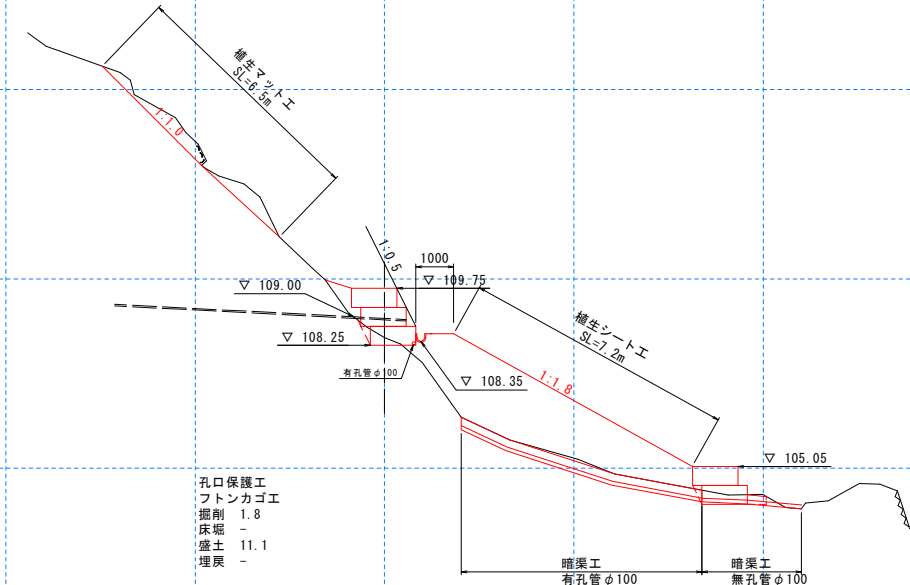 植生マット工
SL=6.5m
1:1.0
1:0.5
1000
▽ 109.75
▽ 109.00
▽ 108.25
有孔管φ100
▽ 108.35
植生シート工
SL=7.2m
1:1.8
▽ 105.05
孔口保護工
フトンカゴ工
掘削 1.8
床堀 -
盛土 11.1
埋戻 -
暗渠工
有孔管φ100
暗渠工
無孔管φ100